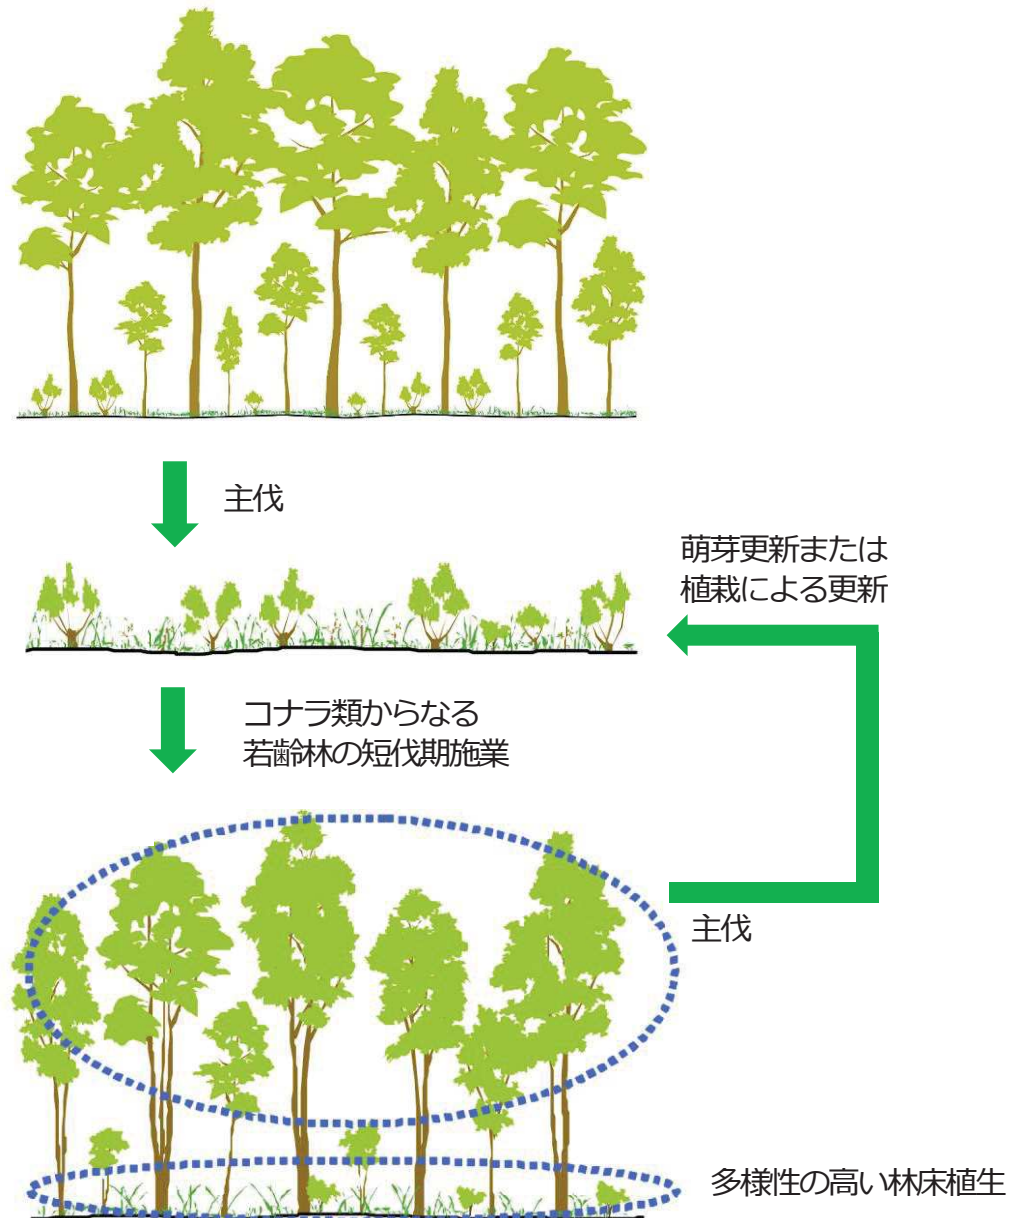 主伐
萌芽更新または
植栽による更新
コナラ類からなる
若齢林の短伐期施業
主伐
多様性の高い林床植生